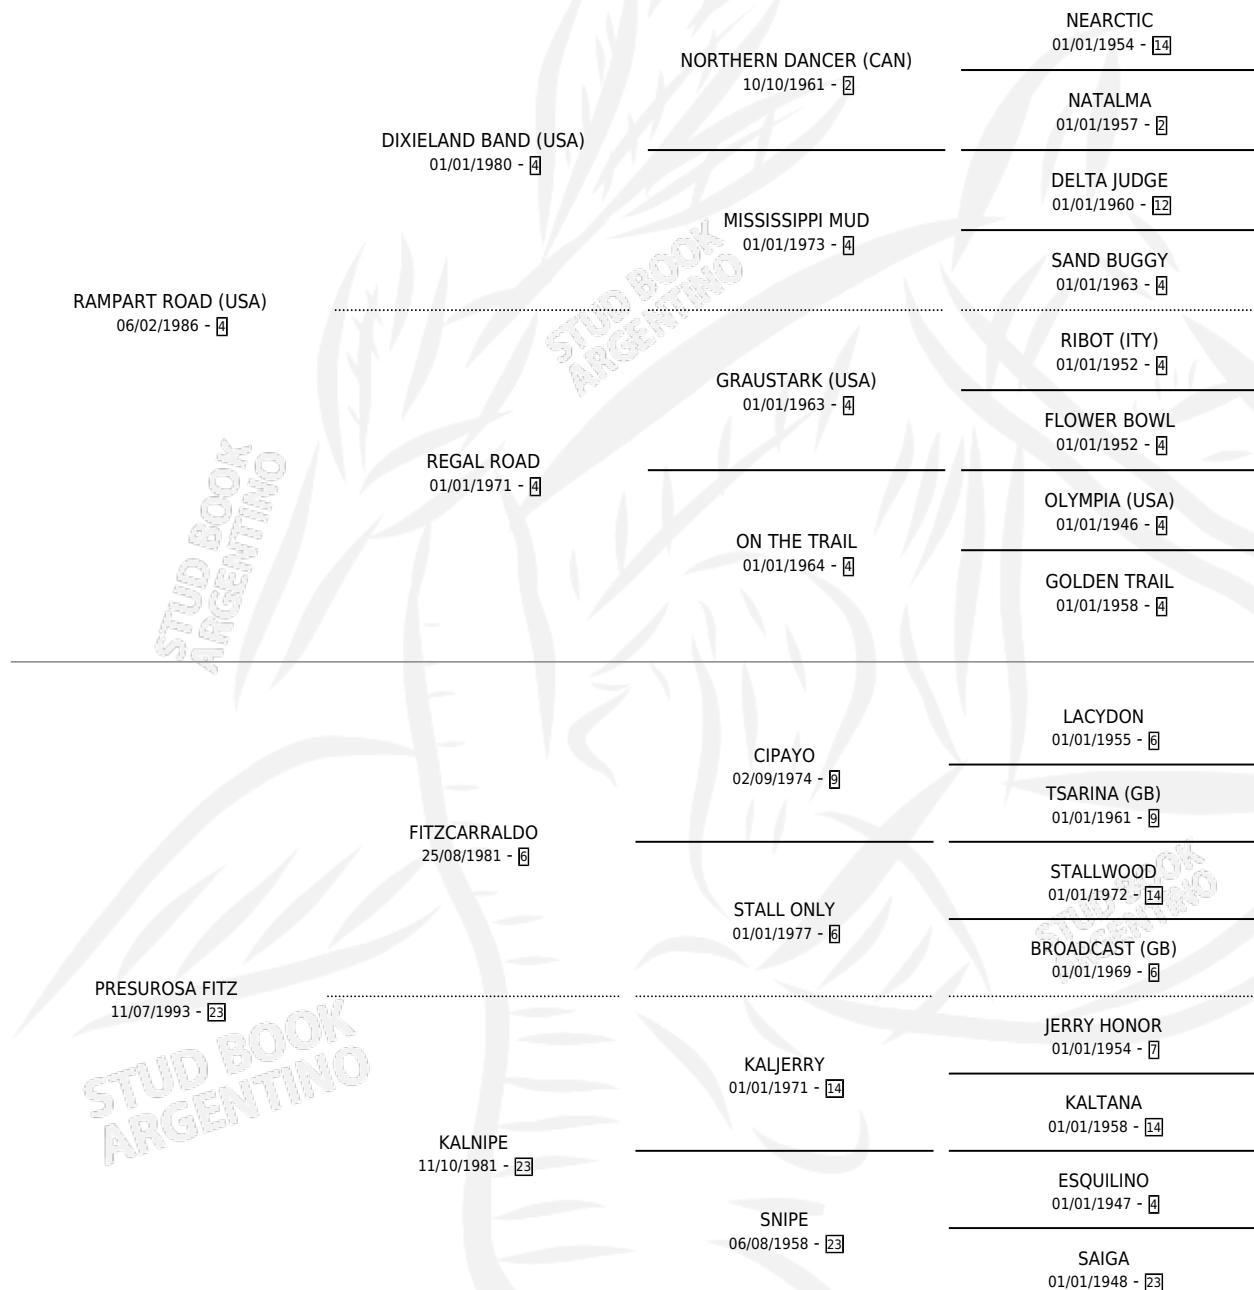 NEARCTIC
01/01/1954 - 14
NORTHERN DANCER (CAN)
10/10/1961 - 2
NATALMA
01/01/1957 - 2
DIXIELAND BAND (USA)
01/01/1980 - 4
DELTA JUDGE
01/01/1960 - 12
MISSISSIPPI MUD
01/01/1973 - 4
SAND BUGGY
01/01/1963 - 4
RAMPART ROAD (USA)
06/02/1986 - 4
STUD BOOK
ARGENTINO
RIBOT (ITY)
01/01/1952 - 4
GRAUSTARK (USA)
01/01/1963 - 4
FLOWER BOWL
01/01/1952 - 4
REGAL ROAD
01/01/1971 - 4
OLYMPIA (USA)
01/01/1946 - 4
ON THE TRAIL
01/01/1964 - 4
GOLDEN TRAIL
01/01/1958 - 4
STUD BOOK
ARGENTINO
LACYDON
01/01/1955 - 6
CIPAYO
02/09/1974 - 9
TSARINA (GB)
01/01/1961 - 9
FITZCARRALDO
25/08/1981 - 6
STALLWOOD
01/01/1972 - 14
STALL ONLY
01/01/1977 - 6
BROADCAST (GB)
01/01/1969 - 6
STUD BOOK
ARGENTINO
PRESUROSA FITZ
11/07/1993 - 23
JERRY HONOR
01/01/1954 - 7
KALJERRY
01/01/1971 - 14
KALTANA
01/01/1958 - 14
STUD BOOK
ARGENTINO
KALNIPE
11/10/1981 - 23
ESQUILINO
01/01/1947 - 4
SNIPE
06/08/1958 - 23
SAIGA
01/01/1948 - 23